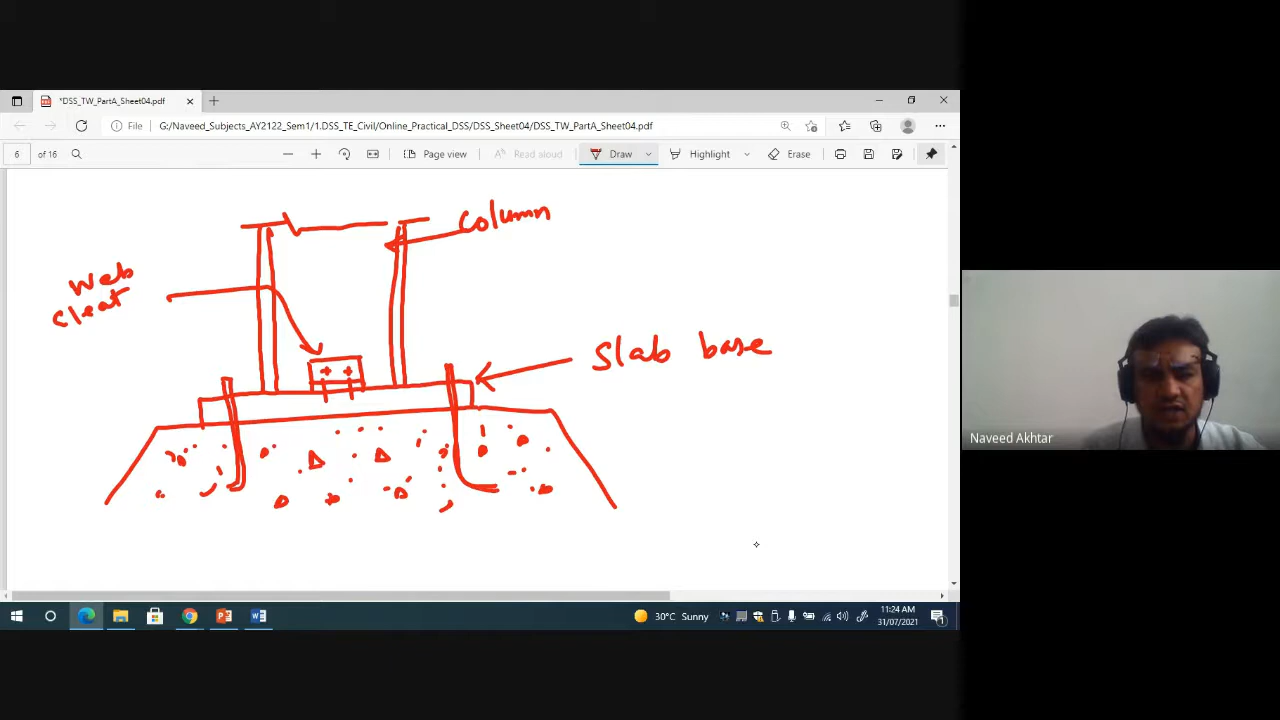 *DSS_TW_PartA_Sheet04.pdf
File G:/Naveed_Subjects_AY2122_Sem1/1.DSS_TE_Civil/Online_Practical_DSS/DSS_Sheet04/DSS_TW_PartA_Sheet04.pdf
6 of 16 Page view Read aloud Draw Highlight Erase
Column
Web
cleat
Slab base
Naveed Akhtar
30°C Sunny
11:24 AM
31/07/2021
1